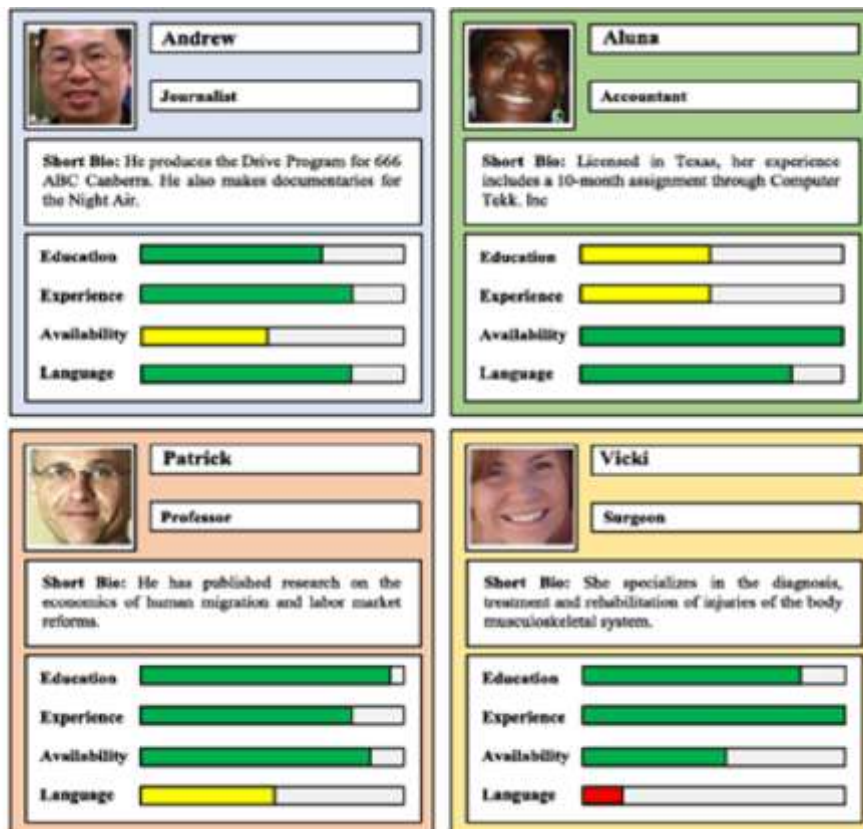 Andrew
Journalist
Short Bio: He produces the Drive Program for 666
ABC Canberra. He also makes documentaries for
the Night Air.
Education
Experience
Availability
Language
Aluna
Accountant
Short Bio: Licensed in Texas, her experience
includes a 10-month assignment through Computer
Tekk. Inc
Education
Experience
Availability
Language
Patrick
Professor
Short Bio: He has published research on the
economics of human migration and labor market
reforms.
Education
Experience
Availability
Language
Vicki
Surgeon
Short Bio: She specializes in the diagnosis,
treatment and rehabilitation of injuries of the body
musculoskeletal system.
Education
Experience
Availability
Language